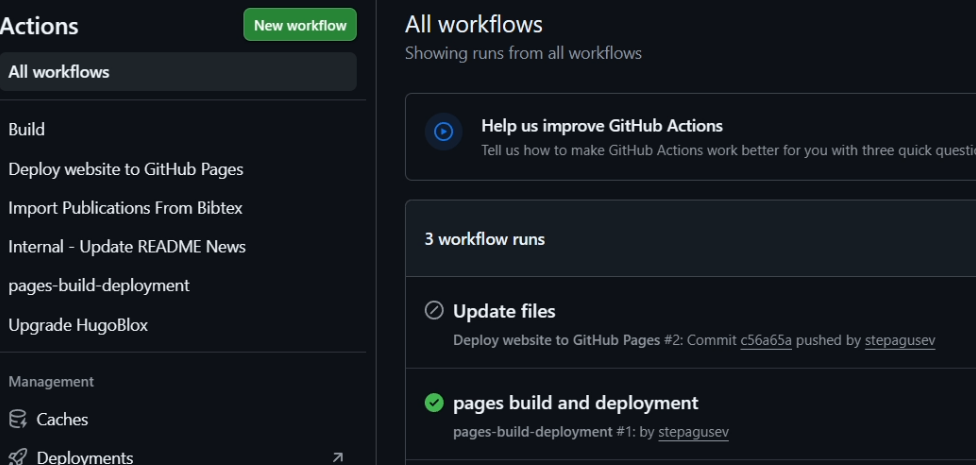 Actions
New workflow
All workflows
Build
Deploy website to GitHub Pages
Import Publications From Bibtex
Internal - Update README News
pages-build-deployment
Upgrade HugoBlox
Management
Caches
Deployments
All workflows
Showing runs from all workflows
Help us improve GitHub Actions
Tell us how to make GitHub Actions work better for you with three quick questi
3 workflow runs
Update files
Deploy website to GitHub Pages #2: Commit c56a65a pushed by stepagusev
pages build and deployment
pages-build-deployment #1: by stepagusev